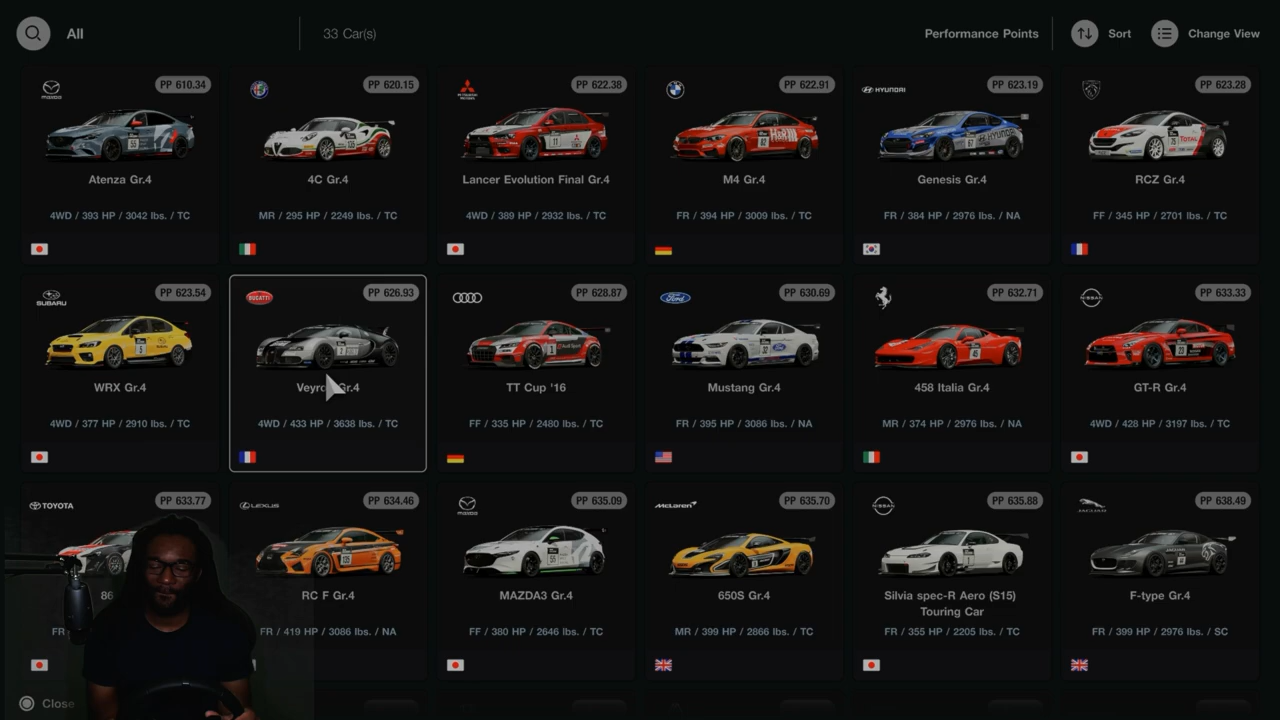 All
33 Car(s)
Performance Points
Sort
Change View
mazda
PP 610.34
Atenza Gr.4
4WD / 393 HP / 3042 lbs. / TC
PP 620.15
4C Gr.4
MR / 295 HP / 2249 lbs. / TC
PP 622.38
Lancer Evolution Final Gr.4
4WD / 389 HP / 2932 lbs. / TC
PP 622.91
M4 Gr.4
FR / 394 HP / 3009 lbs. / TC
HYUNDAI
PP 623.19
Genesis Gr.4
FR / 384 HP / 2976 lbs. / NA
PP 623.28
RCZ Gr.4
FF / 345 HP / 2701 lbs. / TC
SUBARU
PP 623.54
WRX Gr.4
4WD / 377 HP / 2910 lbs. / TC
BUGATTI
PP 626.93
Veyro Gr.4
4WD / 433 HP / 3638 lbs. / TC
PP 628.87
TT Cup '16
FF / 335 HP / 2480 lbs. / TC
Ford
PP 630.69
Mustang Gr.4
FR / 395 HP / 3086 lbs. / NA
PP 632.71
458 Italia Gr.4
MR / 374 HP / 2976 lbs. / NA
NISSAN
PP 633.33
GT-R Gr.4
4WD / 428 HP / 3197 lbs. / TC
TOYOTA
PP 633.77
86
FR
LEXUS
PP 634.46
RC F Gr.4
FR / 419 HP / 3086 lbs. / NA
mazda
PP 635.09
MAZDA3 Gr.4
FF / 380 HP / 2646 lbs. / TC
McLaren
PP 635.70
650S Gr.4
MR / 399 HP / 2866 lbs. / TC
NISSAN
PP 635.88
Silvia spec-R Aero (S15)
Touring Car
FR / 355 HP / 2205 lbs. / TC
JAGUAR
PP 638.49
F-type Gr.4
FR / 399 HP / 2976 lbs. / SC
Close